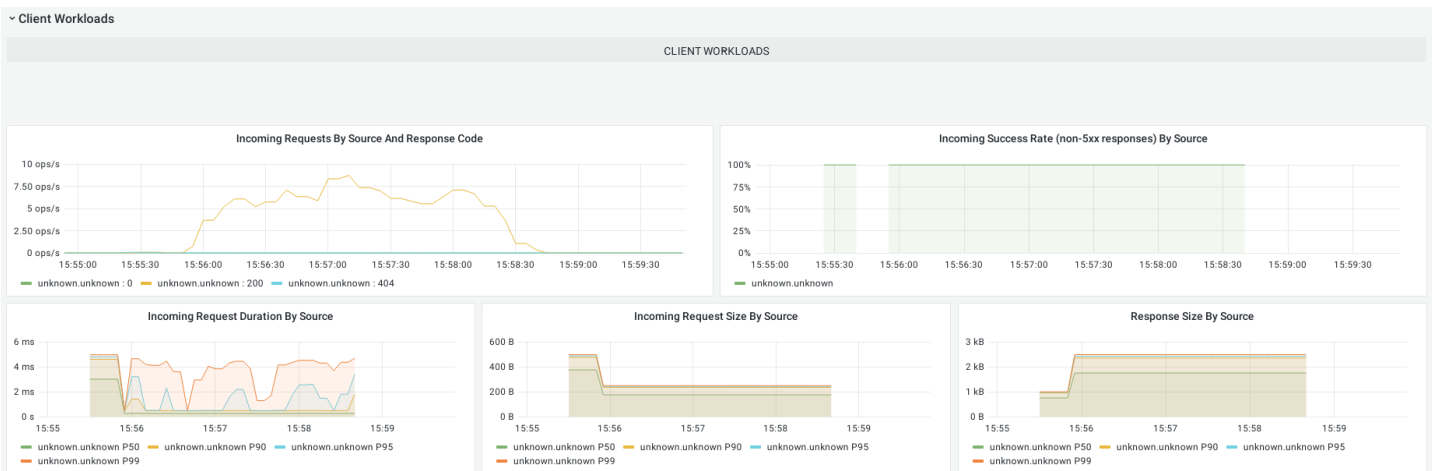 Client Workloads
CLIENT WORKLOADS
Incoming Requests By Source And Response Code
10 ops/s
7.50 ops/s
5 ops/s
2.50 ops/s
0 ops/s
15:55:00 15:55:30 15:56:00 15:56:30 15:57:00 15:57:30 15:58:00 15:58:30 15:59:00 15:59:30
unknown.unknown : 0 unknown.unknown : 200 unknown.unknown : 404
Incoming Success Rate (non-5xx responses) By Source
100%
75%
50%
25%
0%
15:55:00 15:55:30 15:56:00 15:56:30 15:57:00 15:57:30 15:58:00 15:58:30 15:59:00 15:59:30
unknown.unknown
Incoming Request Duration By Source
6 ms
4 ms
2 ms
0 s
15:55 15:56 15:57 15:58 15:59
unknown.unknown P50 unknown.unknown P90 unknown.unknown P95
unknown.unknown P99
Incoming Request Size By Source
600 B
400 B
200 B
0 B
15:55 15:56 15:57 15:58 15:59
unknown.unknown P50 unknown.unknown P90 unknown.unknown P95
unknown.unknown P99
Response Size By Source
3 kB
2 kB
1 kB
0 B
15:55 15:56 15:57 15:58 15:59
unknown.unknown P50 unknown.unknown P90 unknown.unknown P95
unknown.unknown P99